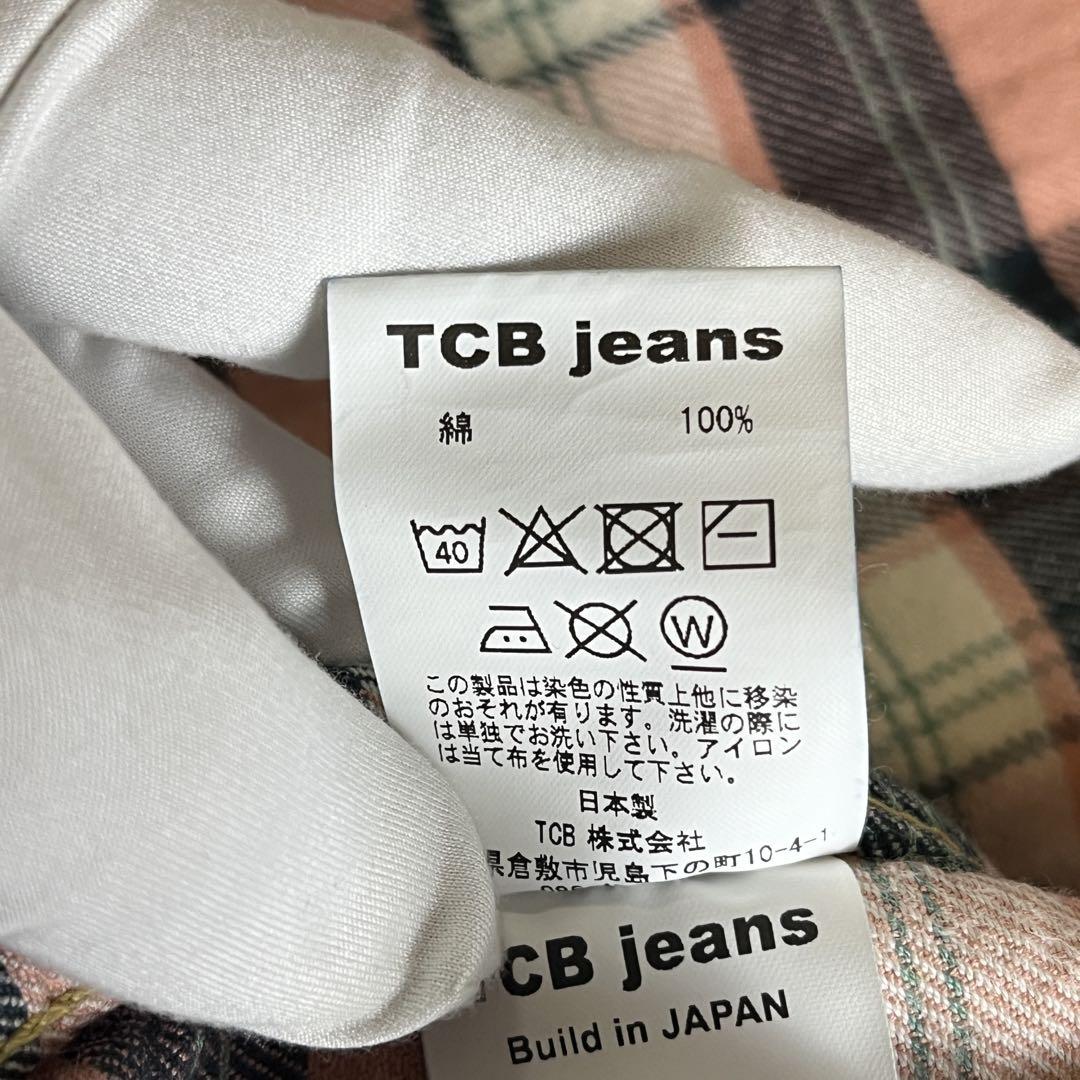 TCB jeans
綿 100%
40
W
この製品は染色の性質上他に移染
のおそれが有ります。洗濯の際に
は単独でお洗い下さい。アイロン
は当て布を使用して下さい。
日本製
TCB 株式会社
県倉敷市児島下の町10-4-1
TCB jeans
Build in JAPAN